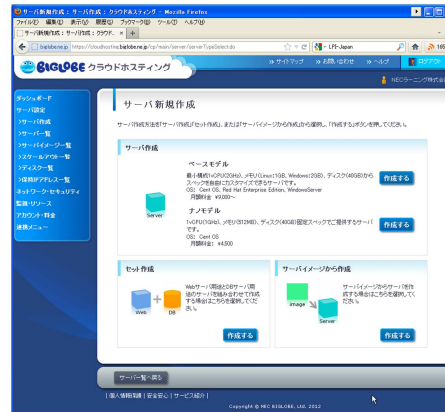 サーバ新規作成 : サーバ作成 : クラウドホスティング - Mozilla Firefox
ファイル(F) 編集(E) 表示(V) 履歴(S) ブックマーク(B) ツール(T) ヘルプ(H)
サーバ新規作成 : サーバ作成 : クラウドホ...
biglobe.ne.jp https://cloudhosting.biglobe.ne.jp/cp/main/server/serverTypeSelect.do
LPI-Japan
BIGLOBE クラウドホスティング
サイトマップ お問い合わせ ヘルプ ログアウト
NECラーニング株式会
ダッシュボード
サーバ設定
>サーバ作成
>サーバ一覧
>サーバイメージ一覧
>スケールアウト一覧
>ディスク一覧
>保持IPアドレス一覧
ネットワーク・セキュリティ
監視・リソース
アカウント・料金
連携メニュー
サーバ新規作成
サーバ作成方法を「サーバ作成」「セット作成」、または「サーバイメージから作成」から選択し、「作成する」ボタンを押してください。
サーバ作成
Server
ベースモデル
最小構成1vCPU(2GHz)、メモリ(Linux:1GB、Windows:2GB)、ディスク(40GB)から
スペックを自由にカスタマイズできるサーバです。
OS: Cent OS, Red Hat Enterprise Edition, WindowsServer
月額料金: ¥9,000~
作成する
ナノモデル
1vCPU(1GHz)、メモリ(512MB)、ディスク(40GB)固定スペックでご提供するサーバ
です。
OS: Cent OS
月額料金: ¥4,500
作成する
セット作成
Web + DB
Webサーバ用途とDBサーバ用
途のサーバを組み合わせて作成
する場合はこちらを選択してくだ
さい。
作成する
サーバイメージから作成
image
Server
サーバイメージからサーバを作
成する場合はこちらを選択してく
ださい。
作成する
サーバ一覧へ戻る
| 個人情報保護 | 安全安心 | サービス紹介 |
Copyright © NEC BIGLOBE, Ltd. 2012